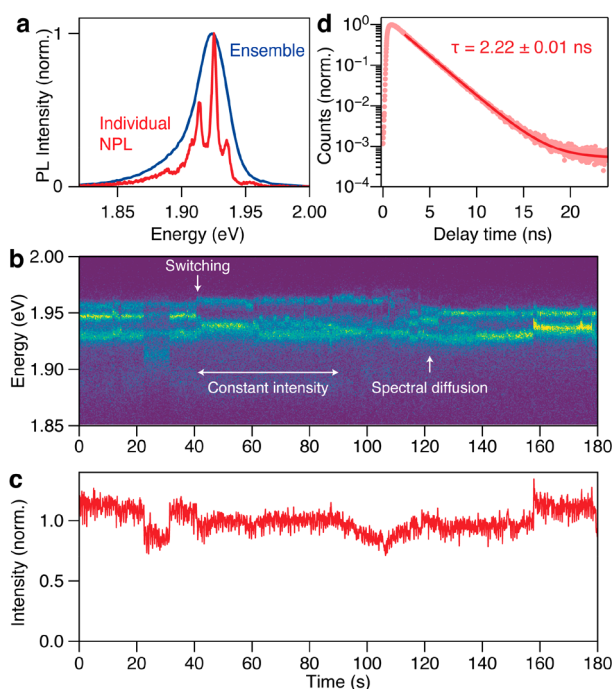 a
1
Ensemble
Individual
NPL
0
PL Intensity (norm.)
1.85
1.90
1.95
2.00
Energy (eV)
d
10⁰
10⁻¹
10⁻²
10⁻³
10⁻⁴
τ = 2.22 ± 0.01 ns
Counts (norm.)
0
5
10
15
20
Delay time (ns)
b
2.00
1.95
1.90
1.85
Energy (eV)
Switching
Constant intensity
Spectral diffusion
0
20
40
60
80
100
120
140
160
180
c
1.0
0.5
0.0
Intensity (norm.)
0
20
40
60
80
100
120
140
160
180
Time (s)